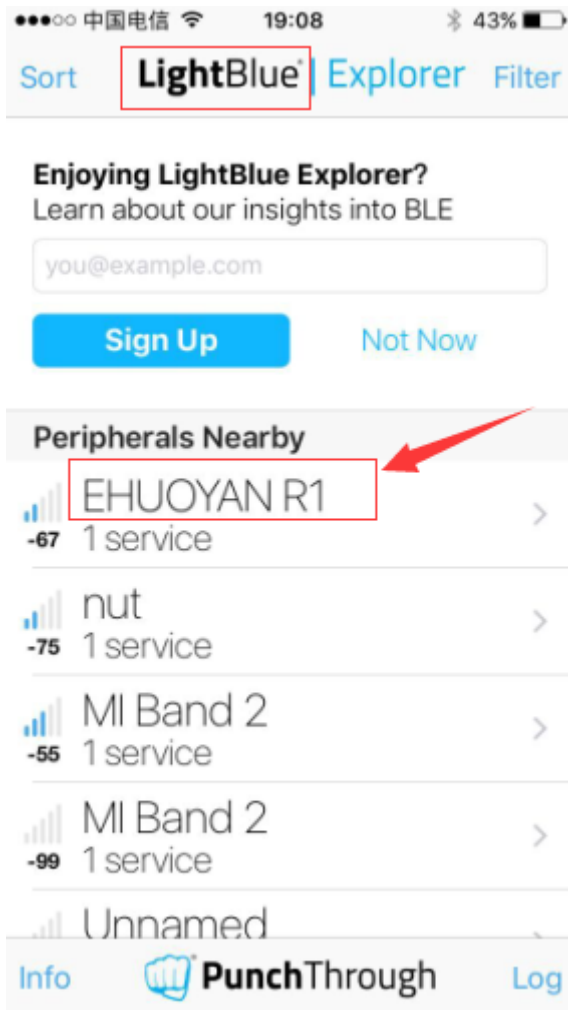 中国电信 19:08 43%
Sort LightBlue | Explorer Filter
Enjoying LightBlue Explorer?
Learn about our insights into BLE
you@example.com
Sign Up Not Now
Peripherals Nearby
EHUOYAN R1
-67 1 service
nut
-75 1 service
MI Band 2
-55 1 service
MI Band 2
-99 1 service
Unnamed
Info PunchThrough Log